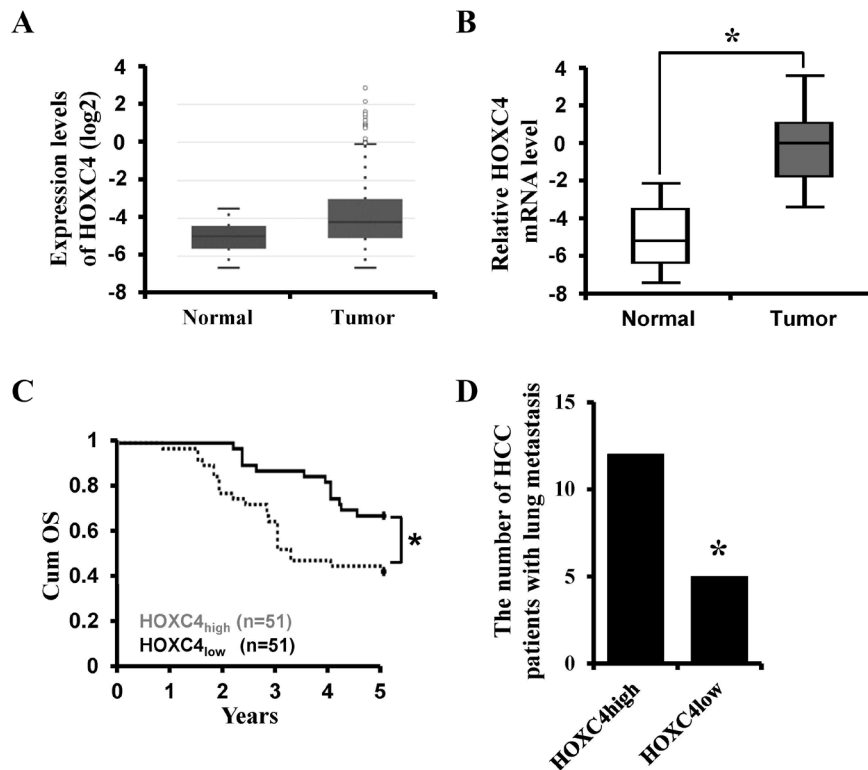 A
Expression levels
of HOXC4 (log2)
4
2
0
-2
-4
-6
-8
Normal
Tumor
B
*
Relative HOXC4
mRNA level
4
2
0
-2
-4
-6
-8
Normal
Tumor
C
Cum OS
1
0.8
0.6
0.4
0.2
0
*
HOXC4high (n=51)
HOXC4low (n=51)
0 1 2 3 4 5
Years
D
The number of HCC
patients with lung metastasis
15
10
5
0
*
HOXC4high
HOXC4low